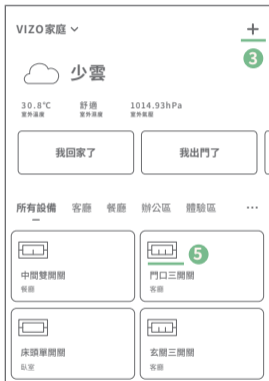 VIZO家庭
+
3
少雲
30.8°C 舒適 1014.93hPa
室外溫度 室外濕度 室外氣壓
我回家了 我出門了
所有設備 客廳 餐廳 辦公區 體驗區 ...
5
中間雙開關 門口三開關
餐廳 客廳
床頭單開關 玄關三開關
臥室 客廳